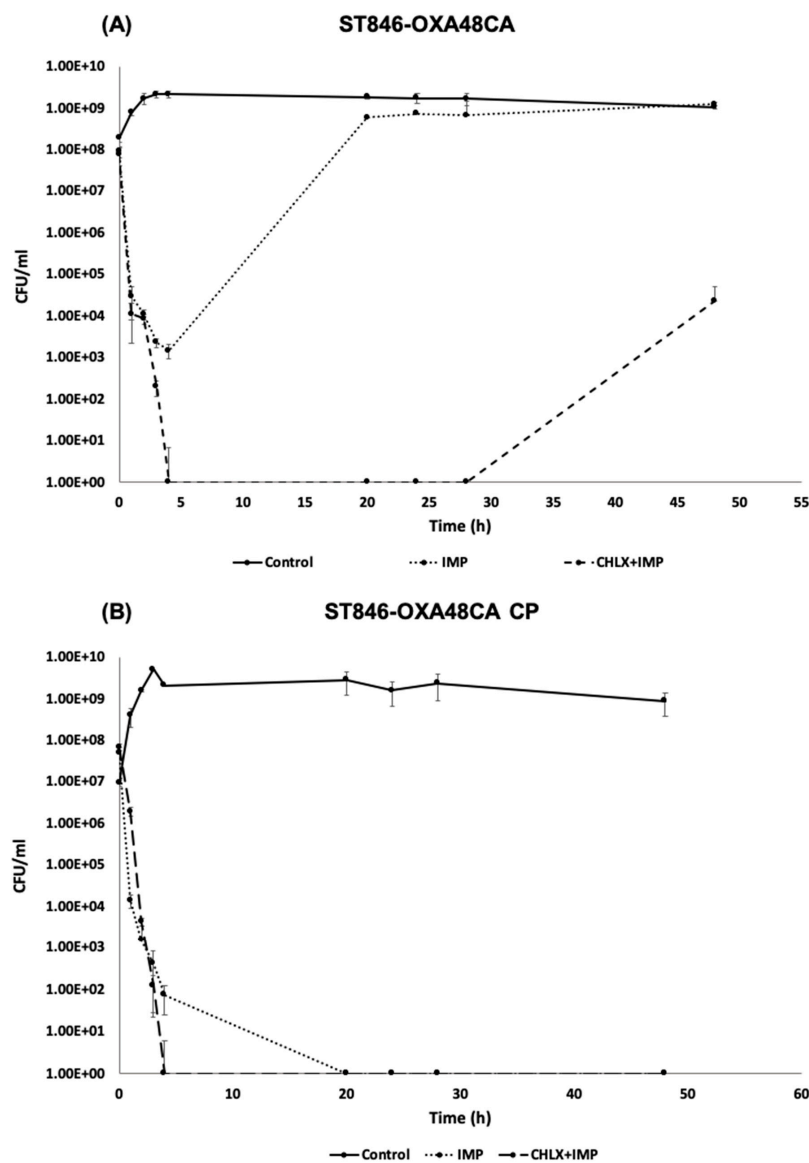 (A) ST846-OXA48CA
1.00E+10
1.00E+09
1.00E+08
1.00E+07
1.00E+06
1.00E+05
1.00E+04
1.00E+03
1.00E+02
1.00E+01
1.00E+00
CFU/ml
0 5 10 15 20 25 30 35 40 45 50 55
Time (h)
Control IMP CHLX+IMP
(B) ST846-OXA48CA CP
1.00E+10
1.00E+09
1.00E+08
1.00E+07
1.00E+06
1.00E+05
1.00E+04
1.00E+03
1.00E+02
1.00E+01
1.00E+00
CFU/ml
0 10 20 30 40 50 60
Time (h)
Control IMP CHLX+IMP